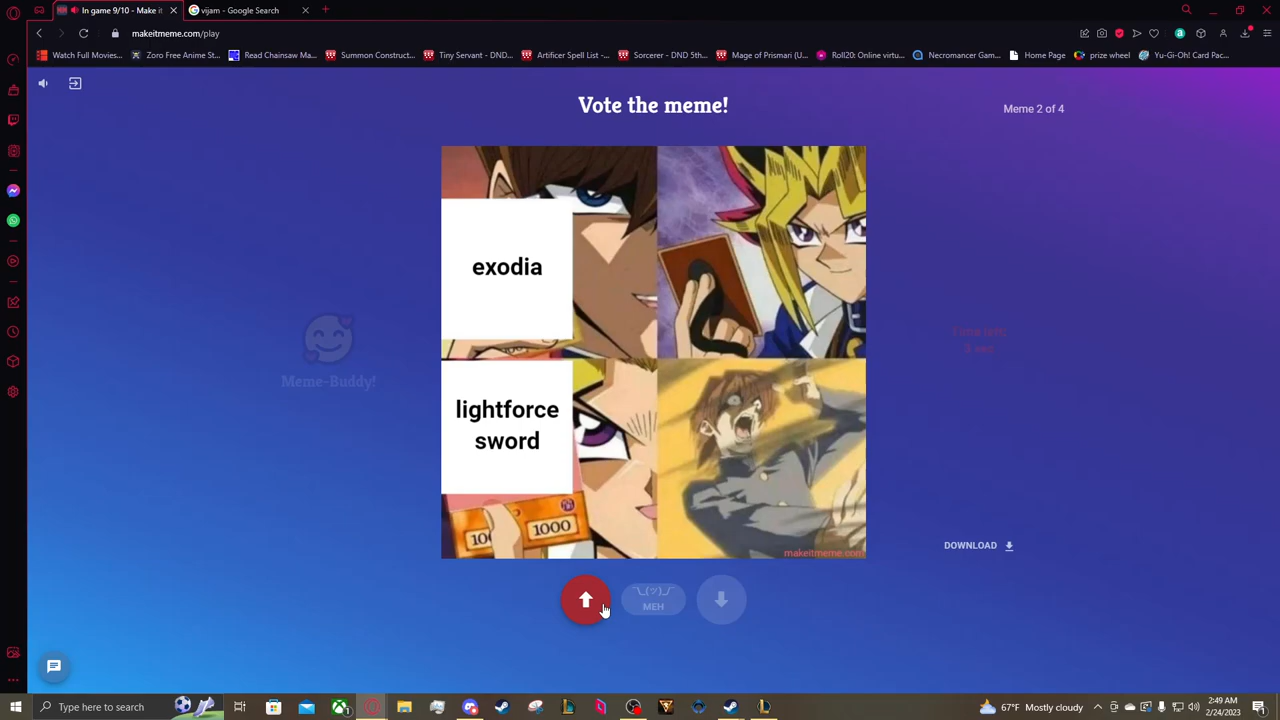 In game 9/10 - Make it
vijam - Google Search
makeitmeme.com/play
Watch Full Movies...
Zoro Free Anime St...
Read Chainsaw Ma...
Summon Construct...
Tiny Servant - DND...
Artificer Spell List -...
Sorcerer - DND 5th...
Mage of Prismari (U...
Roll20: Online virtu...
Necromancer Gam...
Home Page
prize wheel
Yu-Gi-Oh! Card Pac...
Vote the meme!
Meme 2 of 4
exodia
lightforce
sword
1000
makeitmeme.com
Meme-Buddy!
Time left:
DOWNLOAD
¯\_(ツ)_/¯
MEH
Type here to search
67°F Mostly cloudy
2:49 AM
2/24/2023